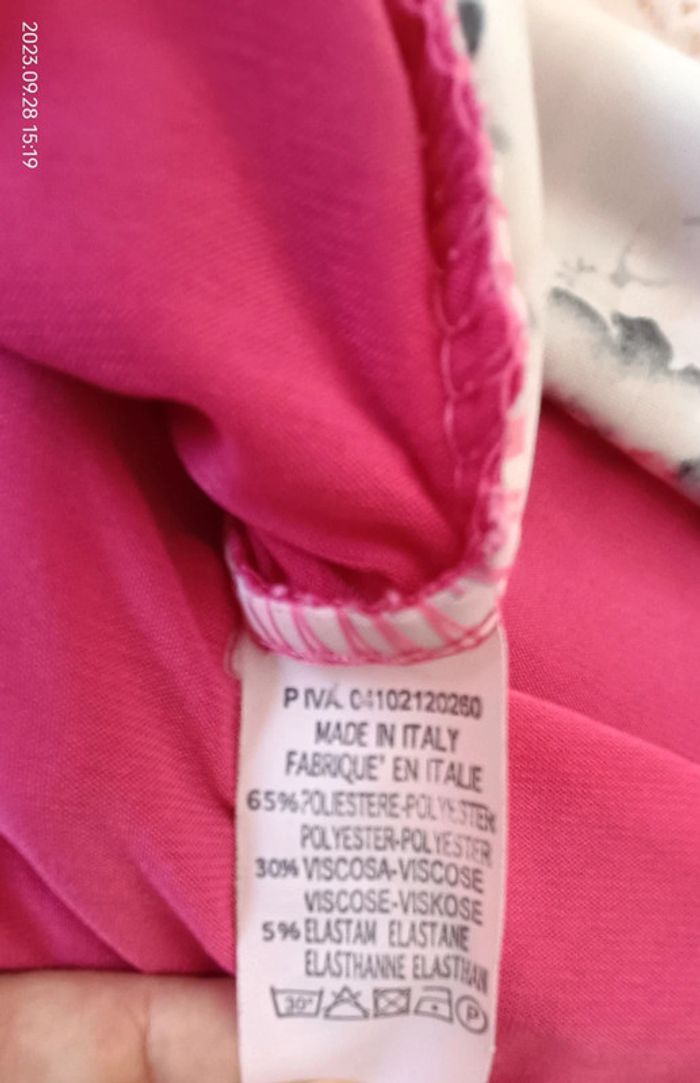 2023.09.28 15:19
P IVA. 04102120260
MADE IN ITALY
FABRIQUE' EN ITALIE
65% POLIESTERE-POLYESTER
POLYESTER-POLYESTER
30% VISCOSA-VISCOSE
VISCOSE-VISKOSE
5% ELASTAM ELASTANE
ELASTHANNE ELASTHAN
30° P